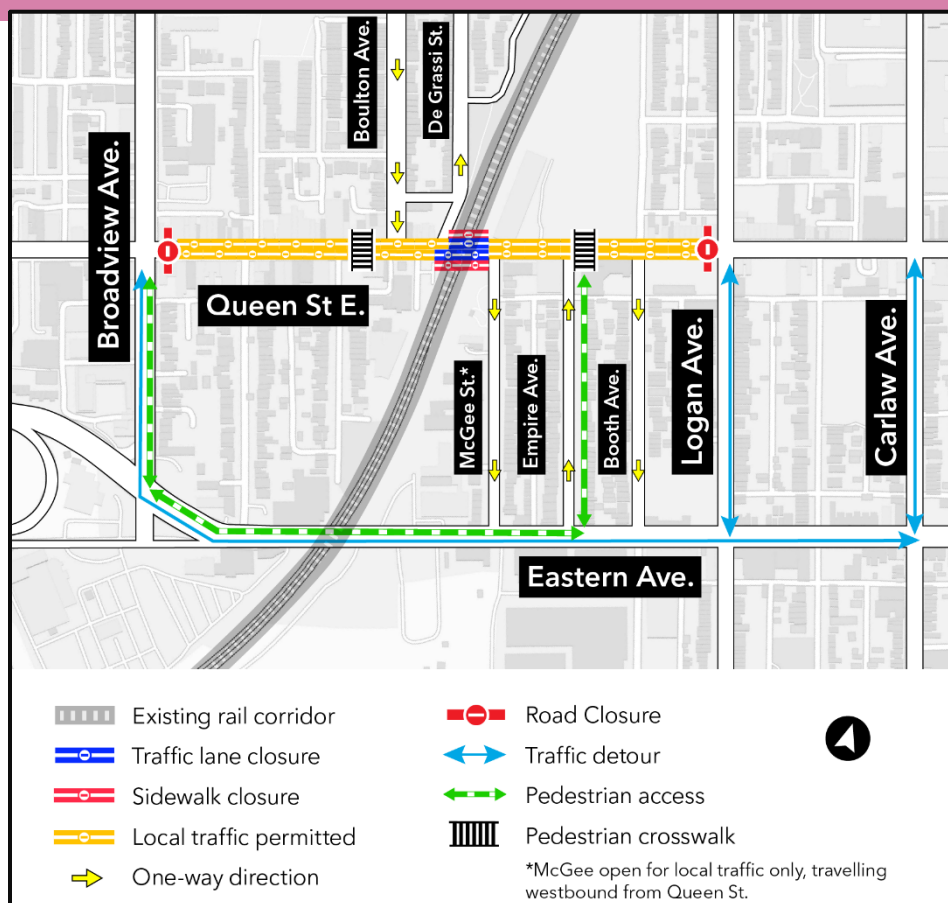 Boulton Ave.
De Grassi St.
Broadview Ave.
Queen St E.
McGee St.*
Empire Ave.
Booth Ave.
Logan Ave.
Carlaw Ave.
Eastern Ave.
Existing rail corridor
Traffic lane closure
Sidewalk closure
Local traffic permitted
One-way direction
Road Closure
Traffic detour
Pedestrian access
Pedestrian crosswalk
*McGee open for local traffic only, travelling
westbound from Queen St.